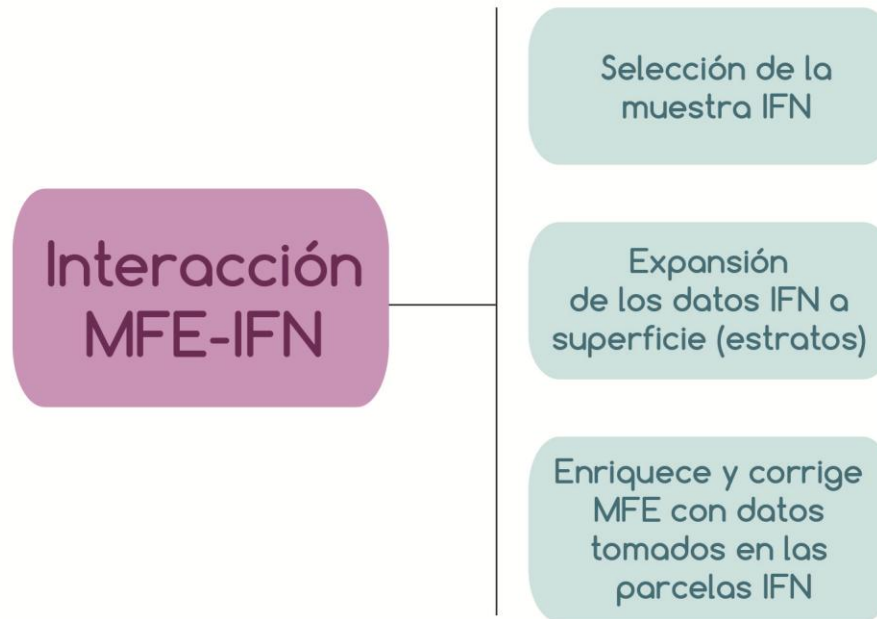 Interacción
MFE-IFN
Selección de la
muestra IFN
Expansión
de los datos IFN a
superficie (estratos)
Enriquece y corrige
MFE con datos
tomados en las
parcelas IFN